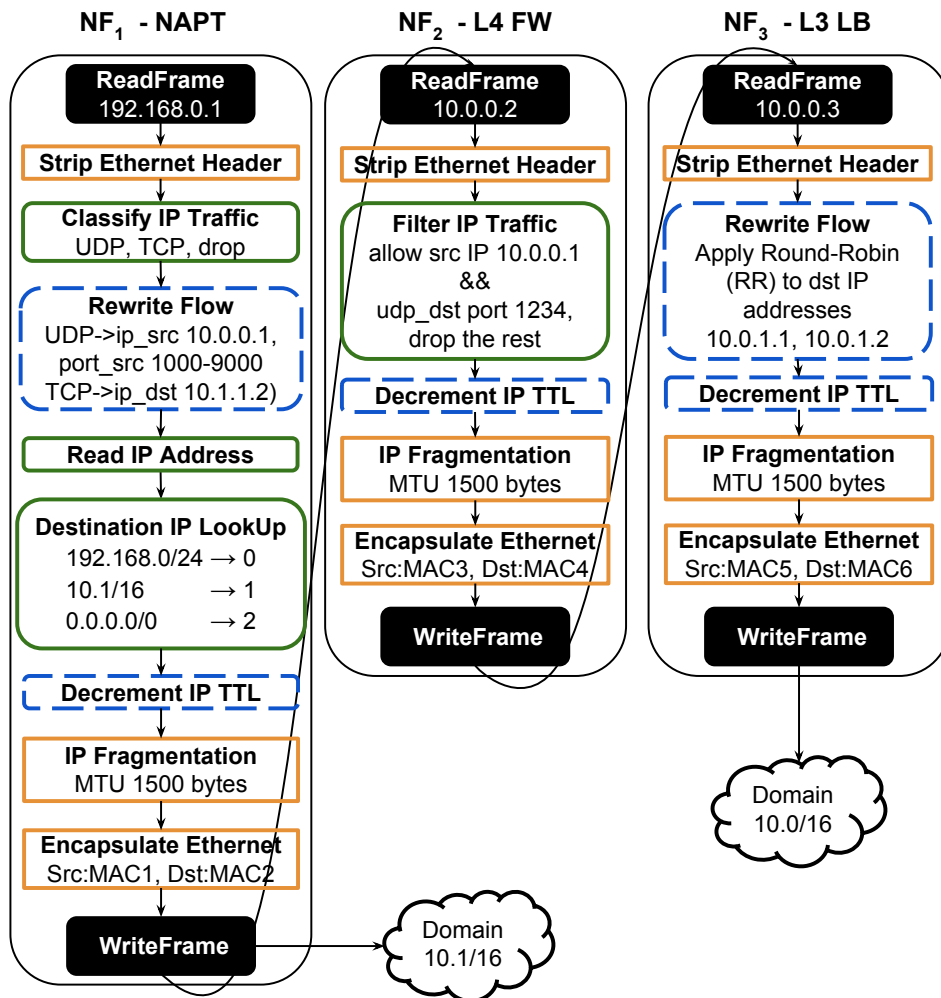 NF₁ - NAPT
ReadFrame
192.168.0.1
Strip Ethernet Header
Classify IP Traffic
UDP, TCP, drop
Rewrite Flow
UDP->ip_src 10.0.0.1,
port_src 1000-9000
TCP->ip_dst 10.1.1.2)
Read IP Address
Destination IP LookUp
192.168.0/24 → 0
10.1/16 → 1
0.0.0.0/0 → 2
Decrement IP TTL
IP Fragmentation
MTU 1500 bytes
Encapsulate Ethernet
Src:MAC1, Dst:MAC2
WriteFrame
Domain
10.1/16
NF₂ - L4 FW
ReadFrame
10.0.0.2
Strip Ethernet Header
Filter IP Traffic
allow src IP 10.0.0.1
&&
udp_dst port 1234,
drop the rest
Decrement IP TTL
IP Fragmentation
MTU 1500 bytes
Encapsulate Ethernet
Src:MAC3, Dst:MAC4
WriteFrame
NF₃ - L3 LB
ReadFrame
10.0.0.3
Strip Ethernet Header
Rewrite Flow
Apply Round-Robin
(RR) to dst IP
addresses
10.0.1.1, 10.0.1.2
Decrement IP TTL
IP Fragmentation
MTU 1500 bytes
Encapsulate Ethernet
Src:MAC5, Dst:MAC6
WriteFrame
Domain
10.0/16